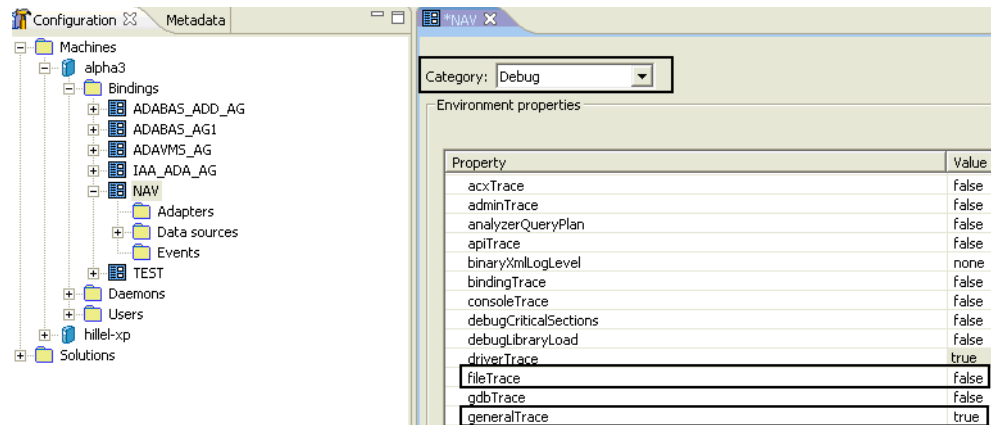 Configuration Metadata
Machines
alpha3
Bindings
ADABAS_ADD_AG
ADABAS_AG1
ADAVMS_AG
IAA_ADA_AG
NAV
Adapters
Data sources
Events
TEST
Daemons
Users
hillel-xp
Solutions
*NAV
Category: Debug
Environment properties
Property Value
acxTrace false
adminTrace false
analyzerQueryPlan false
apiTrace false
binaryXmlLogLevel none
bindingTrace false
consoleTrace false
debugCriticalSections false
debugLibraryLoad false
driverTrace true
fileTrace false
gdbTrace false
generalTrace true